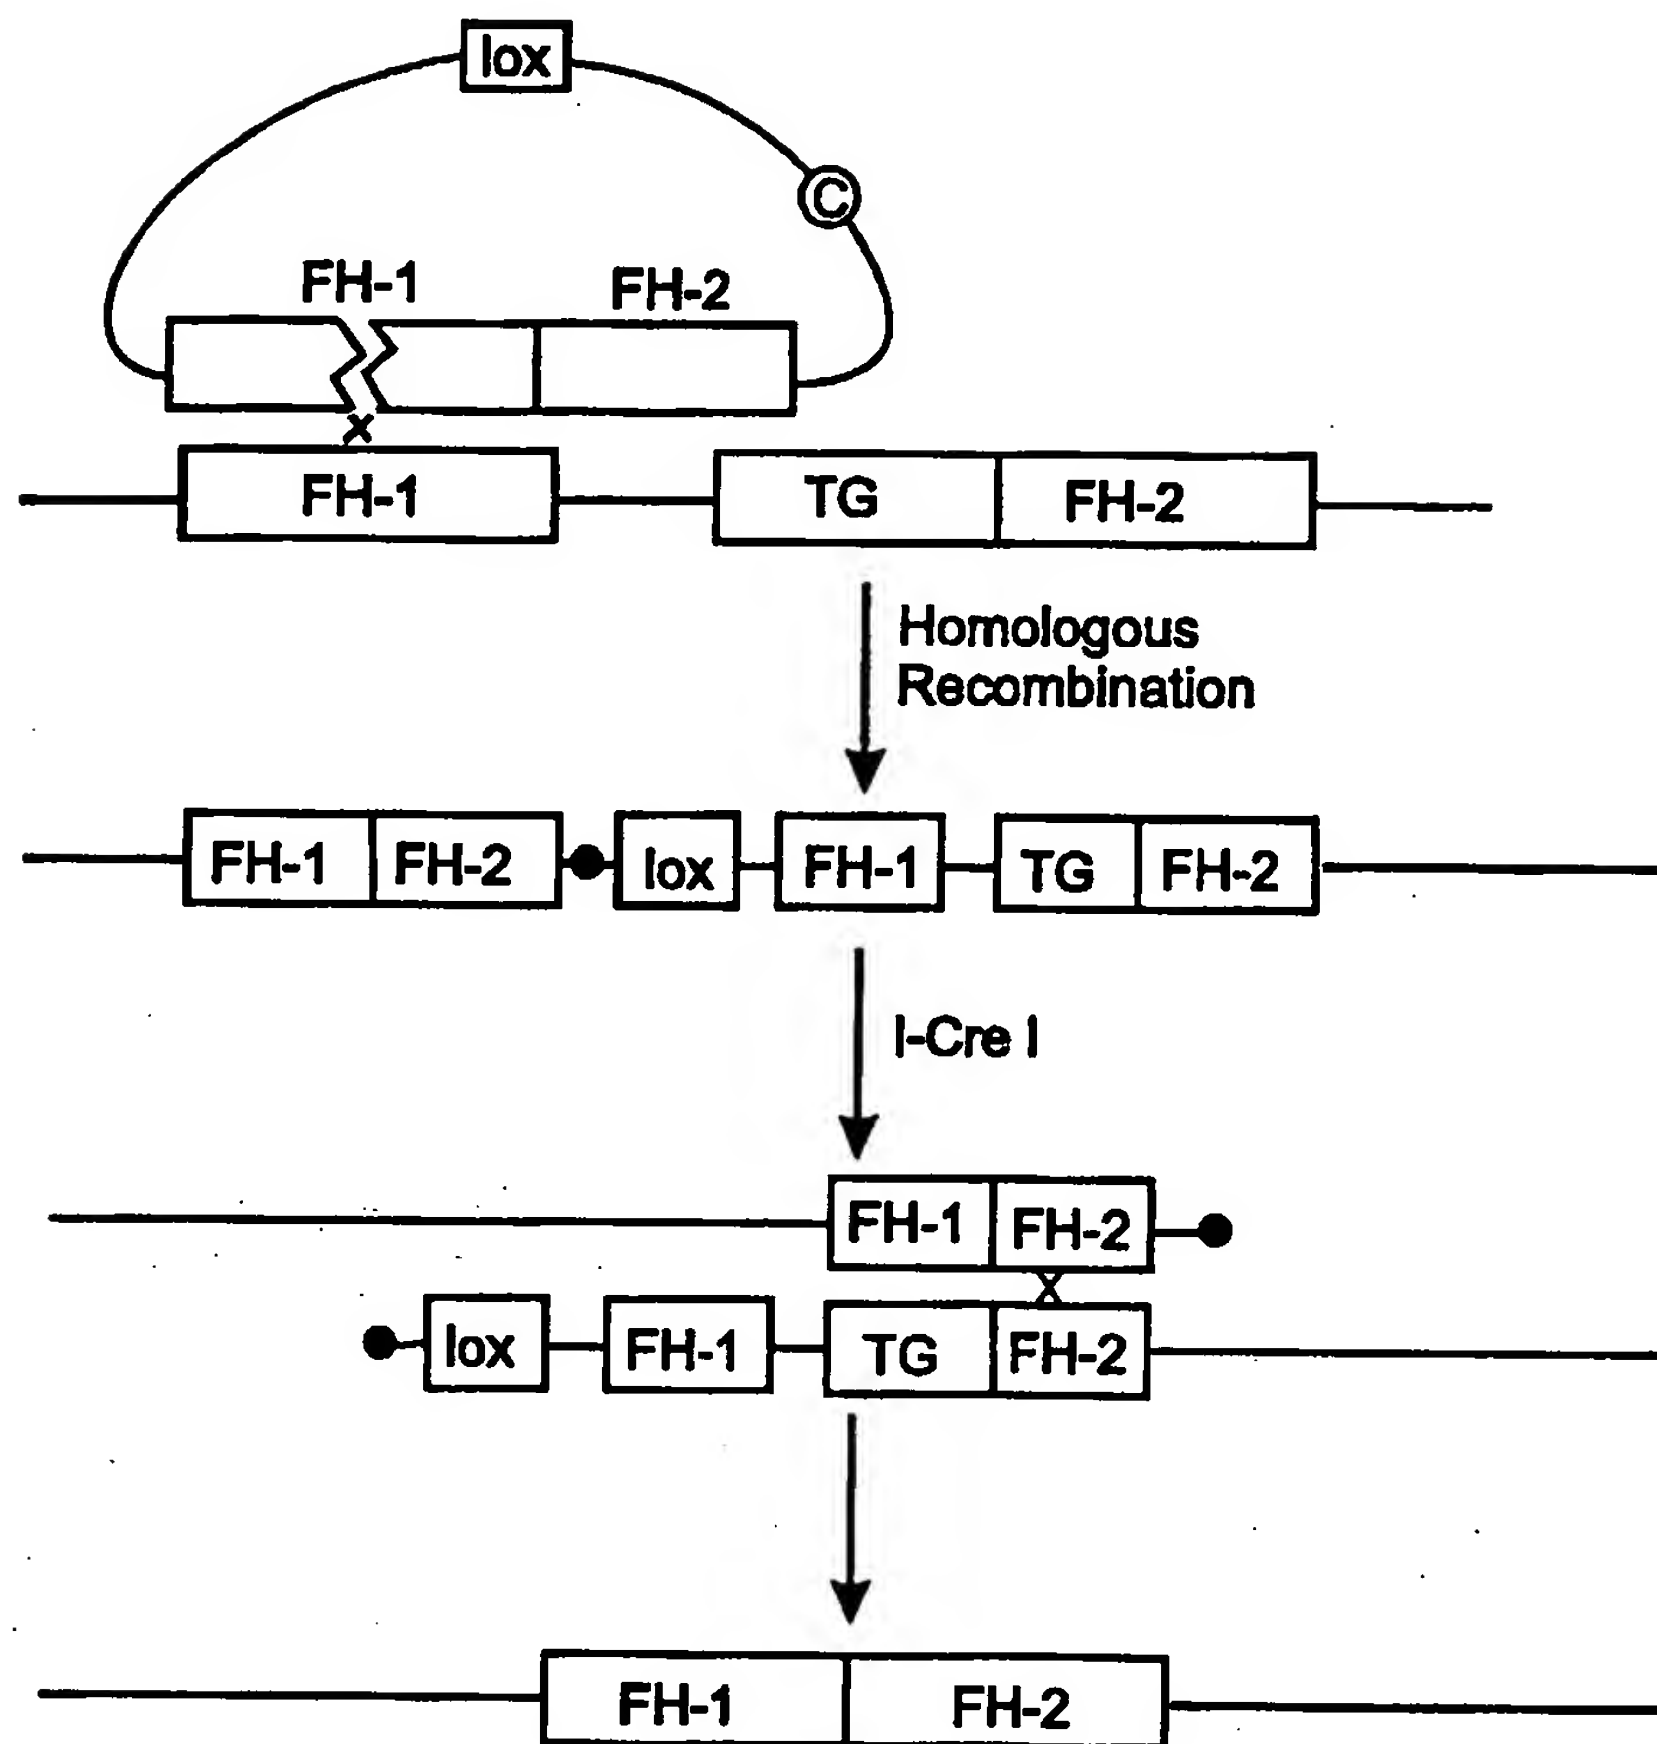 lox
C
FH-1 FH-2
x
FH-1 TG FH-2
Homologous
Recombination
FH-1 FH-2 lox FH-1 TG FH-2
I-Cre I
FH-1 FH-2
x
lox FH-1 TG FH-2
FH-1 FH-2